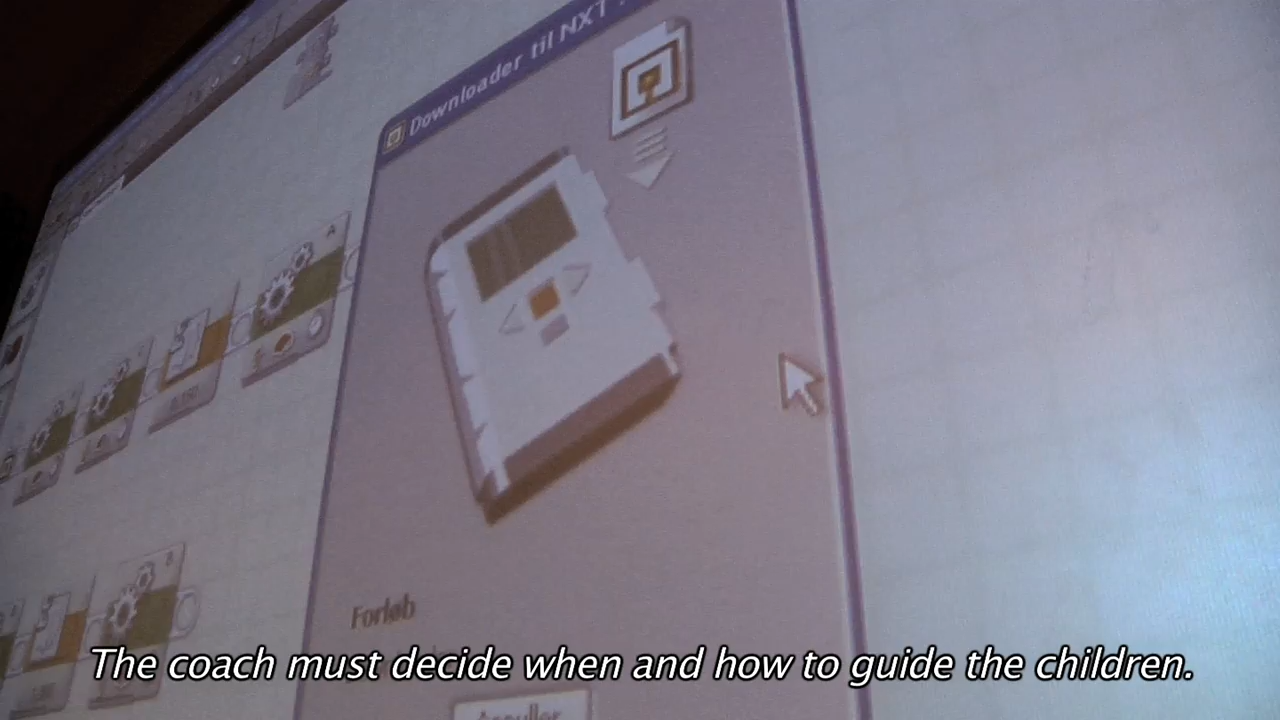 Downloader til NXT
A
Forløb
B
Annuller
The coach must decide when and how to guide the children.